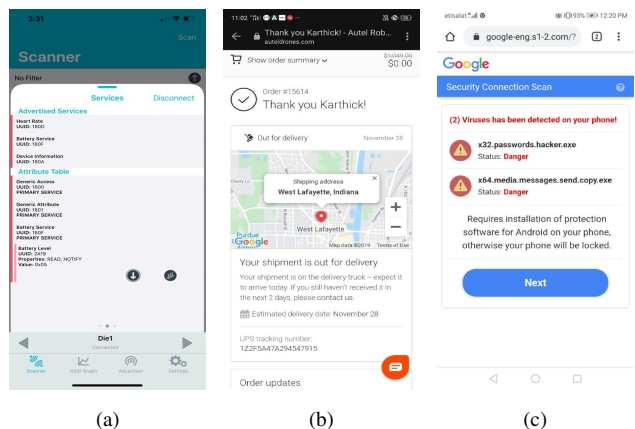 3:31
Scan
Scanner
No Filter
Services
Disconnect
Advertised Services
Heart Rate
UUID: 180D
Battery Service
UUID: 180F
Device Information
UUID: 180A
Attribute Table
Generic Access
UUID: 1800
PRIMARY SERVICE
Generic Attribute
UUID: 1801
PRIMARY SERVICE
Battery Service
UUID: 180F
PRIMARY SERVICE
Battery Level
UUID: 2A19
Properties: READ, NOTIFY
Value: 0x05
Die1
Connected
Scanner
RSSI Graph
Advertiser
Settings
(a)
11:02
Thank you Karthick! - Autel Rob...
auteldrones.com
Show order summary
$1,049.00
$0.00
Order #15614
Thank you Karthick!
Out for delivery
November 28
Shipping address
West Lafayette, Indiana
West Lafayette
Purdue
Google
Map data ©2019
Terms of Use
Your shipment is out for delivery
Your shipment is on the delivery truck – expect it
to arrive today. If you still haven't received it in
the next 2 days, please contact us.
Estimated delivery date: November 28
UPS tracking number:
1Z2F5A47A294547915
Order updates
(b)
etisalat
93%
12:20 PM
google-eng.s1-2.com/?
2
Google
Security Connection Scan
(2) Viruses has been detected on your phone!
x32.passwords.hacker.exe
Status: Danger
x64.media.messages.send.copy.exe
Status: Danger
Requires installation of protection
software for Android on your phone,
otherwise your phone will be locked.
Next
(c)